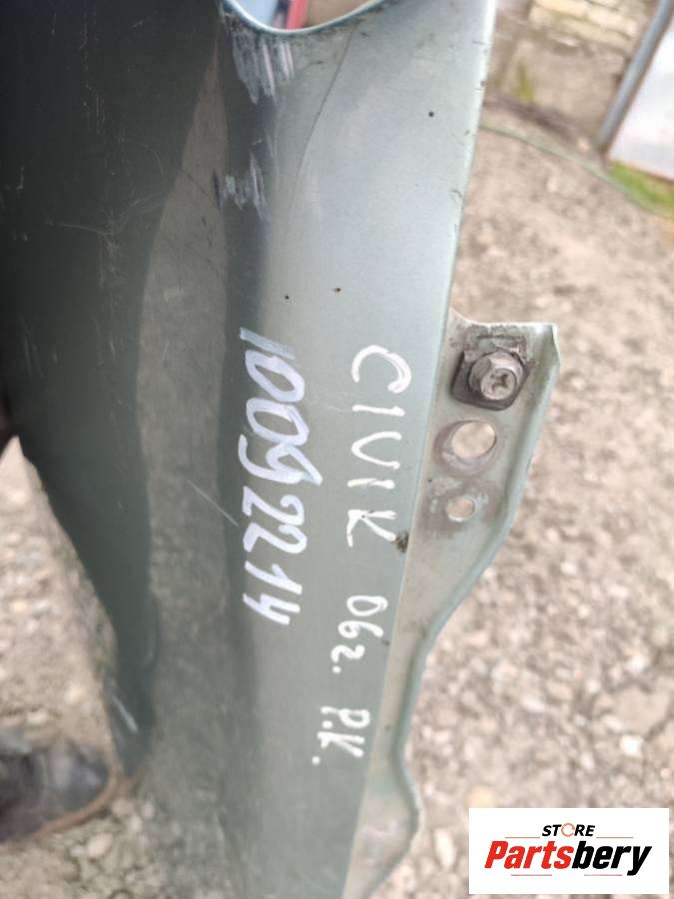 CIVIK 06г. Р.К.
10092214
STORE
Partsbery